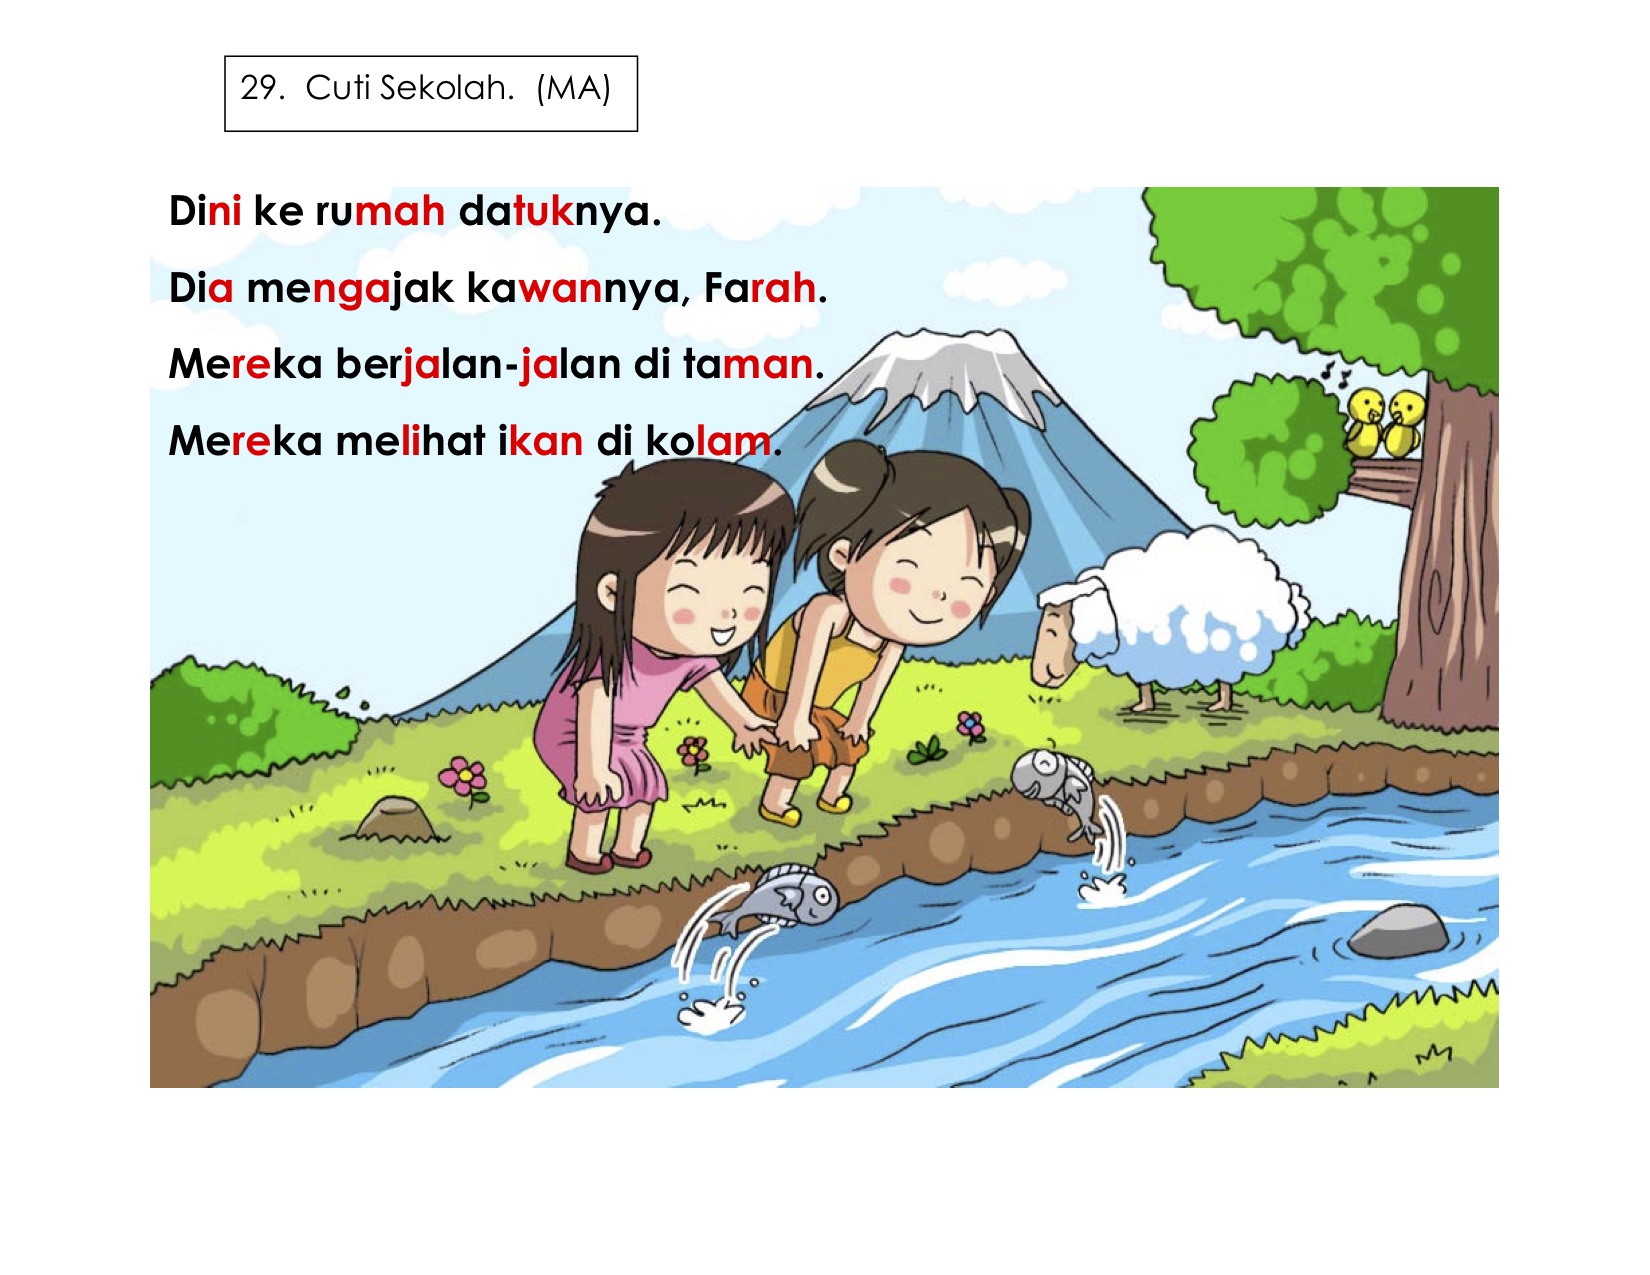 29. Cuti Sekolah. (MA)
Dini ke rumah datuknya.
Dia mengajak kawannya, Farah.
Mereka berjalan-jalan di taman.
Mereka melihat ikan di kolam.